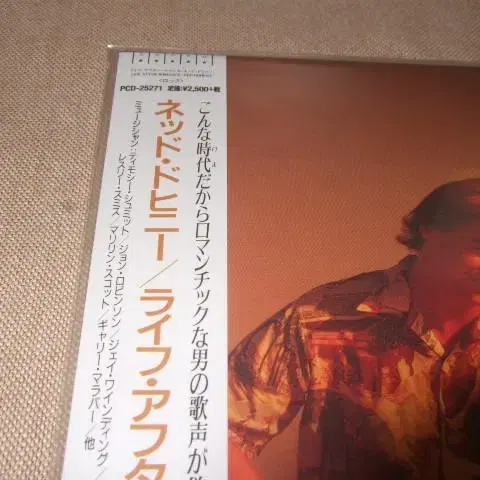 PCD-25271 定価:¥2,500+税
こんな時代だからロマンチックな男の歌声が
ネッド・ドヒニー/ライフ・アフタ
ミュージシャン:ティモシー・シュミット/ジョン・ロビンソン/ジェイ・ワインディング/
レスリー・スミス/マリリン・スコット/ギャリー・マラバー/他